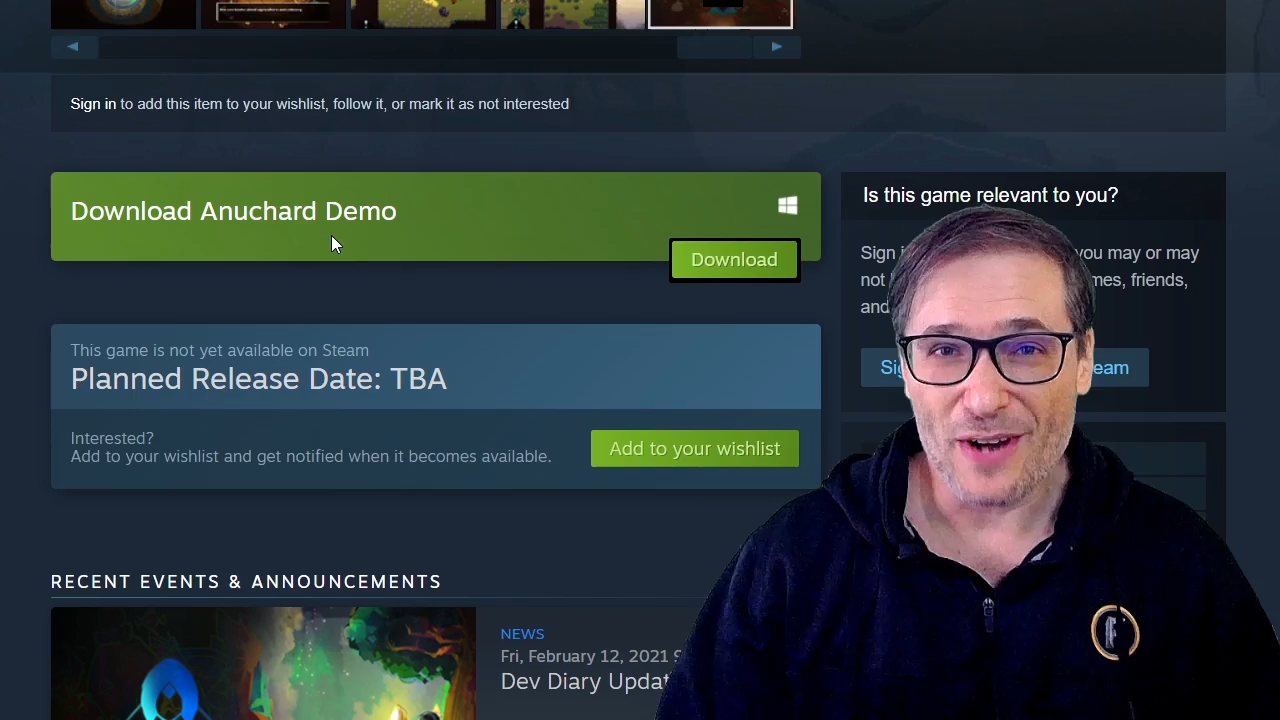 Sign in to add this item to your wishlist, follow it, or mark it as not interested
Download Anuchard Demo
Download
Is this game relevant to you?
you may or may
not
friends,
and
This game is not yet available on Steam
Planned Release Date: TBA
Interested?
Add to your wishlist and get notified when it becomes available.
Add to your wishlist
RECENT EVENTS & ANNOUNCEMENTS
NEWS
Fri, February 12, 2021
Dev Diary